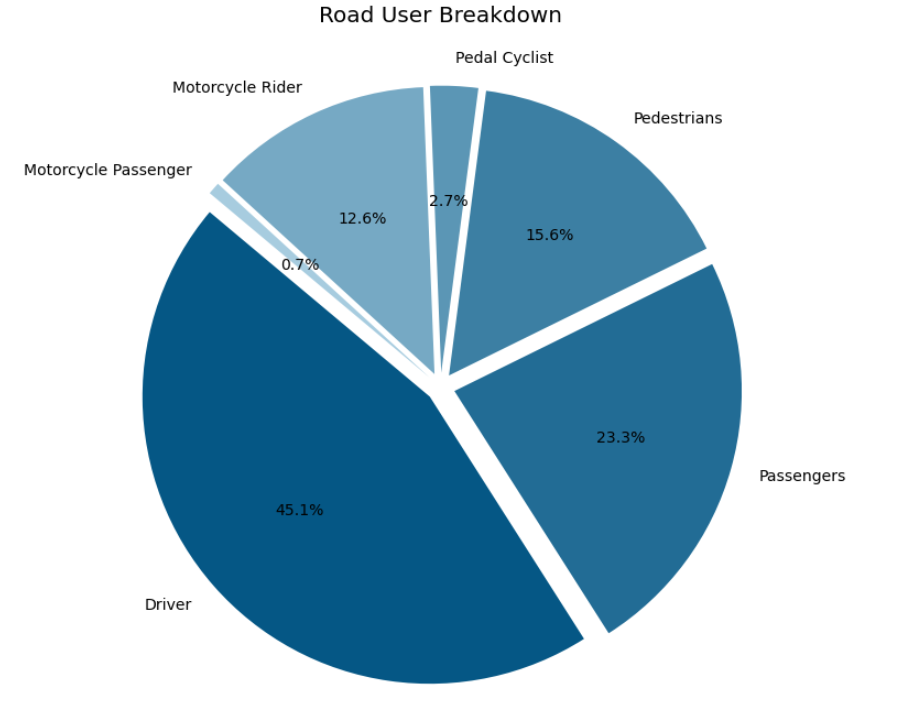 Road User Breakdown
Pedal Cyclist
Motorcycle Rider
Pedestrians
Motorcycle Passenger
2.7%
12.6%
15.6%
0.7%
23.3%
Passengers
45.1%
Driver